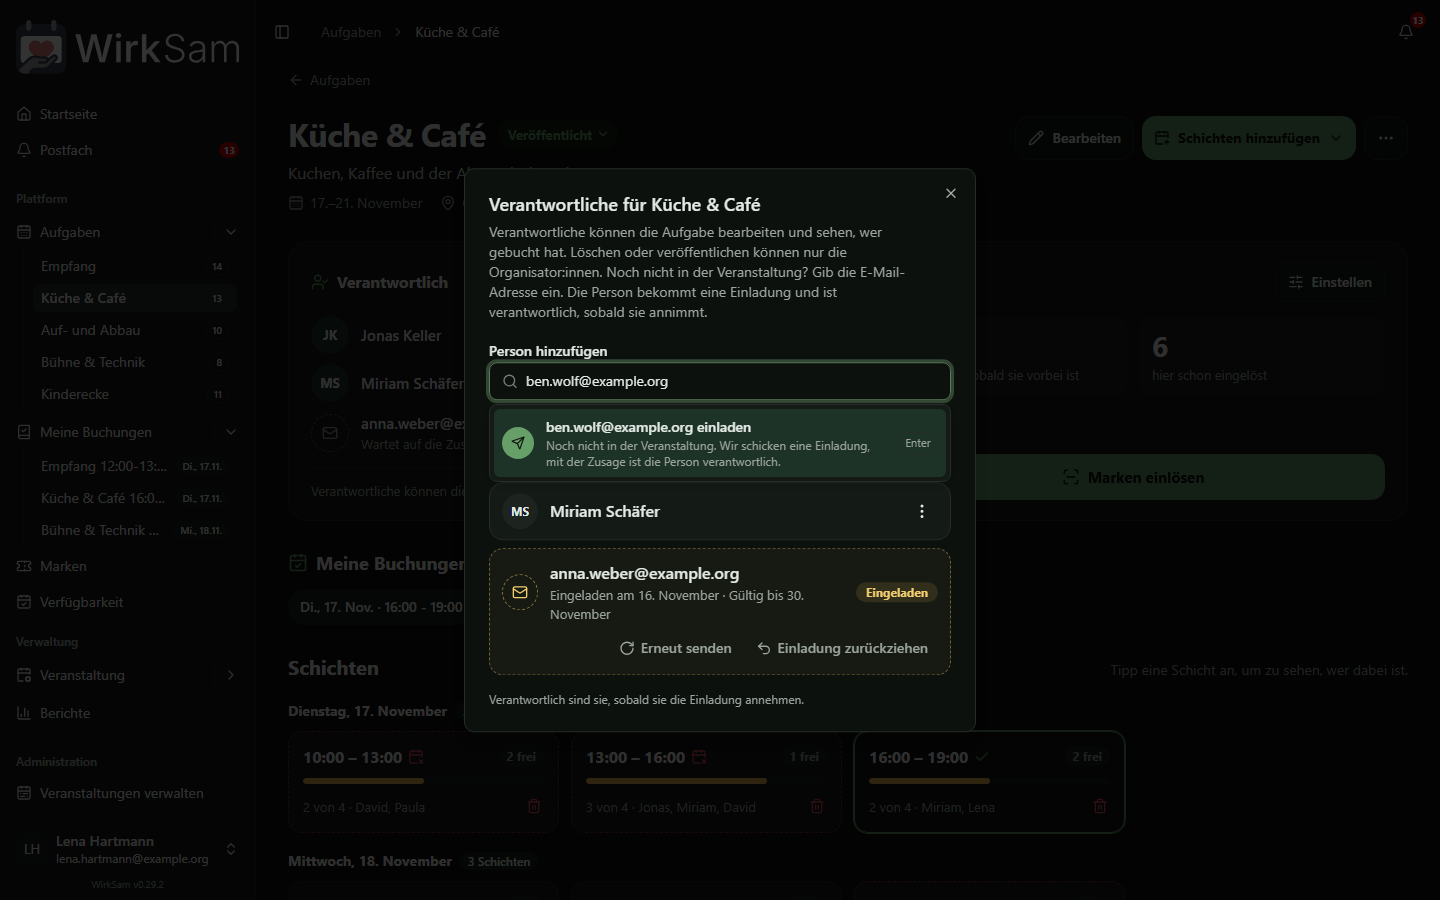 WirkSam
Startseite
Postfach
13
Plattform
Aufgaben
Empfang
14
Küche & Café
13
Auf- und Abbau
10
Bühne & Technik
8
Kinderecke
11
Meine Buchungen
Empfang 12:00-13:...
Di., 17.11.
Küche & Café 16:0...
Di., 17.11.
Bühne & Technik ...
Mi., 18.11.
Marken
Verfügbarkeit
Verwaltung
Veranstaltung
Berichte
Administration
Veranstaltungen verwalten
LH
Lena Hartmann
lena.hartmann@example.org
WirkSam v0.29.2
Aufgaben
Küche & Café
13
Aufgaben
Küche & Café
Veröffentlicht
Bearbeiten
Schichten hinzufügen
Kuchen, Kaffee und der
17.–21. November
Verantwortlich
Einstellen
JK
Jonas Keller
MS
Miriam Schäfer
anna.weber@e
Wartet auf die Zus
Verantwortliche können die
sobald sie vorbei ist
6
hier schon eingelöst
Marken einlösen
Verantwortliche für Küche & Café
Verantwortliche können die Aufgabe bearbeiten und sehen, wer
gebucht hat. Löschen oder veröffentlichen können nur die
Organisator:innen. Noch nicht in der Veranstaltung? Gib die E-Mail-
Adresse ein. Die Person bekommt eine Einladung und ist
verantwortlich, sobald sie annimmt.
Person hinzufügen
ben.wolf@example.org
ben.wolf@example.org einladen
Noch nicht in der Veranstaltung. Wir schicken eine Einladung,
mit der Zusage ist die Person verantwortlich.
Enter
MS
Miriam Schäfer
anna.weber@example.org
Eingeladen am 16. November · Gültig bis 30.
November
Eingeladen
Erneut senden
Einladung zurückziehen
Verantwortlich sind sie, sobald sie die Einladung annehmen.
Meine Buchungen
Di., 17. Nov. · 16:00 - 19:00
Schichten
Tipp eine Schicht an, um zu sehen, wer dabei ist.
Dienstag, 17. November
10:00 – 13:00
2 frei
2 von 4 · David, Paula
13:00 – 16:00
1 frei
3 von 4 · Jonas, Miriam, David
16:00 – 19:00
2 frei
2 von 4 · Miriam, Lena
Mittwoch, 18. November
3 Schichten